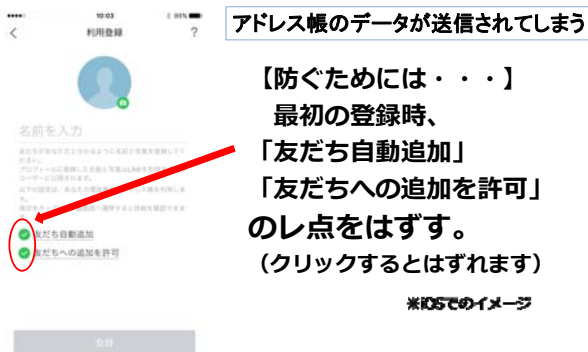 アドレス帳のデータが送信されてしまう
10:03
利用登録
?
名前を入力
友だち自動追加
友だちへの追加を許可
登録
【防ぐためには・・・】
最初の登録時、
「友だち自動追加」
「友だちへの追加を許可」
のレ点をはずす。
（クリックするとはずれます）
※iOSでのイメージ